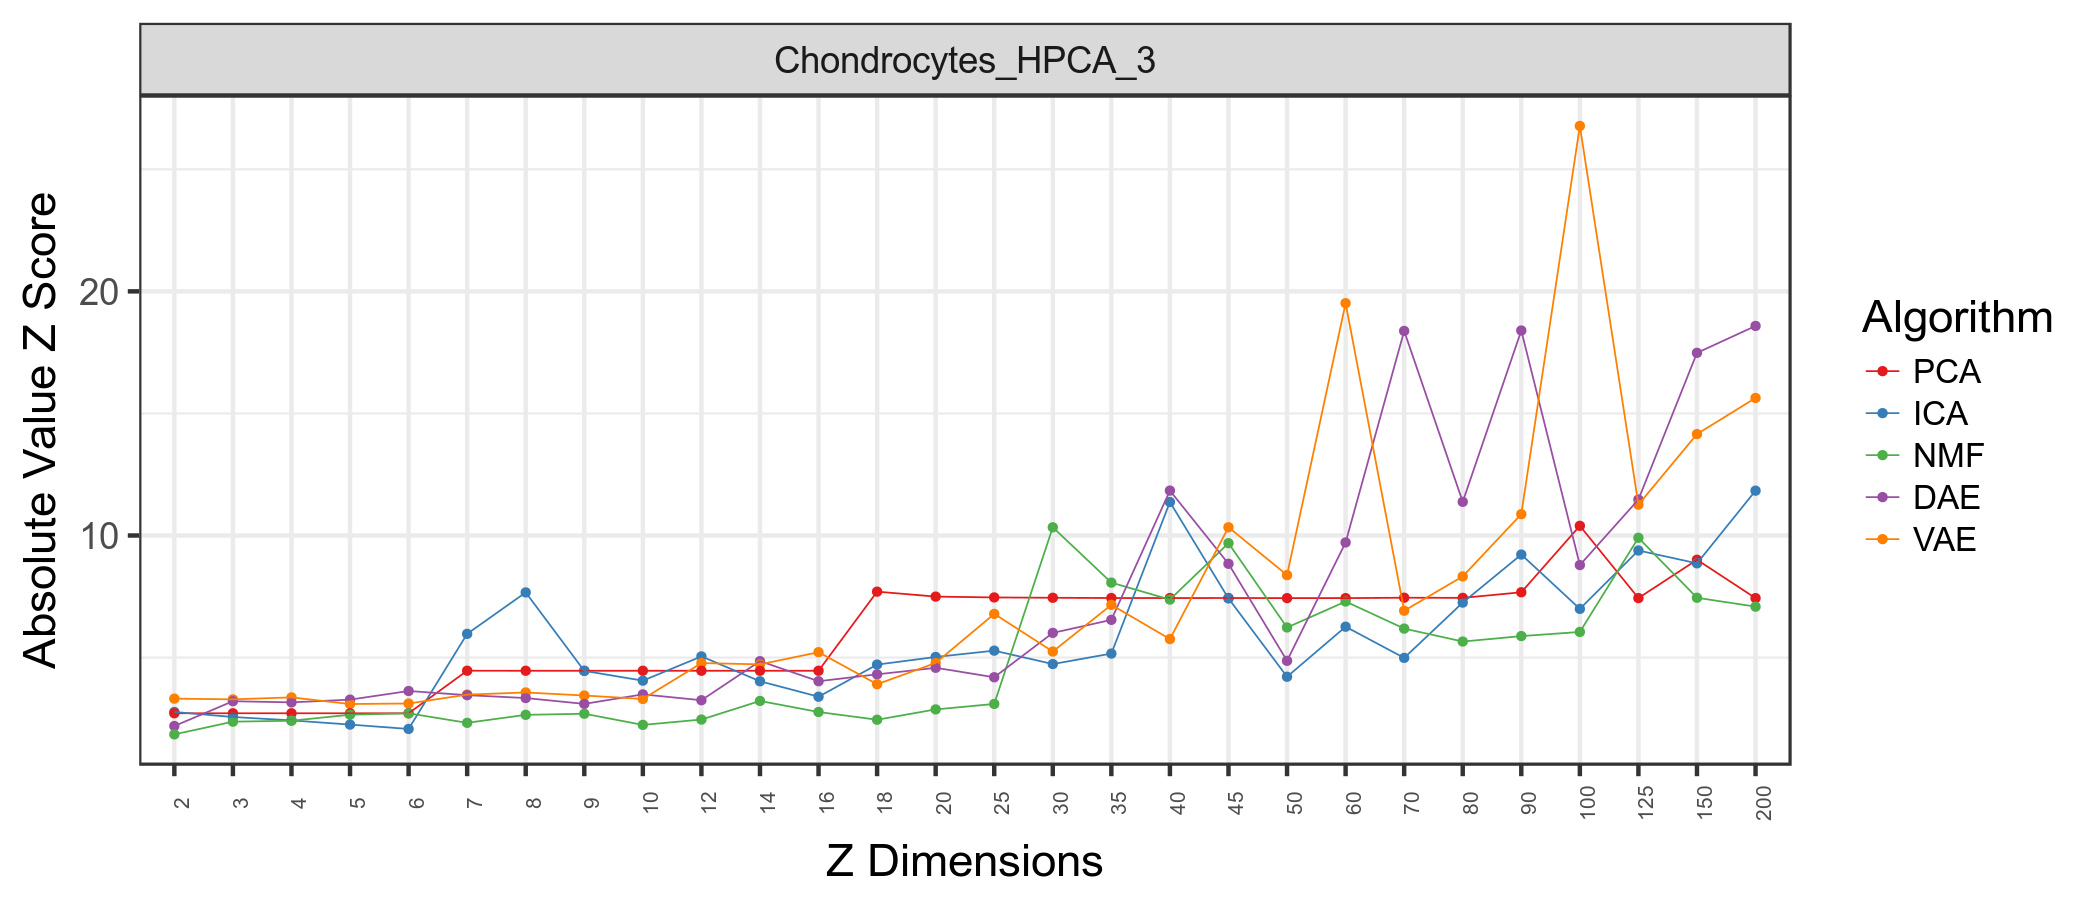 Chondrocytes_HPCA_3
Absolute Value Z Score
20
10
2 3 4 5 6 7 8 9 10 12 14 16 18 20 25 30 35 40 45 50 60 70 80 90 100 125 150 200
Z Dimensions
Algorithm
PCA
ICA
NMF
DAE
VAE